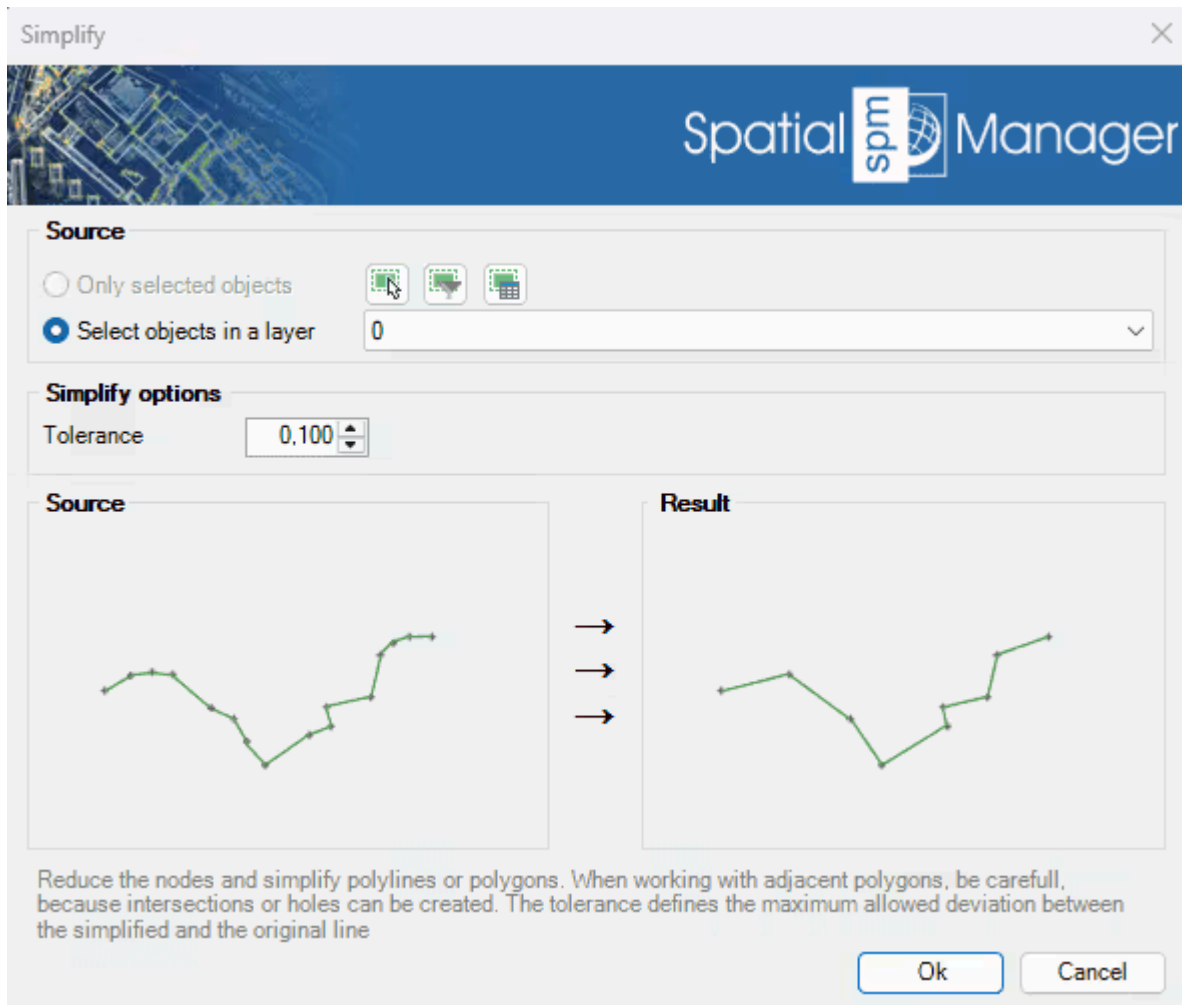 Simplify
Spatial spm Manager
Source
Only selected objects
Select objects in a layer 0
Simplify options
Tolerance 0,100
Source Result
Reduce the nodes and simplify polylines or polygons. When working with adjacent polygons, be carefull,
because intersections or holes can be created. The tolerance defines the maximum allowed deviation between
the simplified and the original line
Ok Cancel